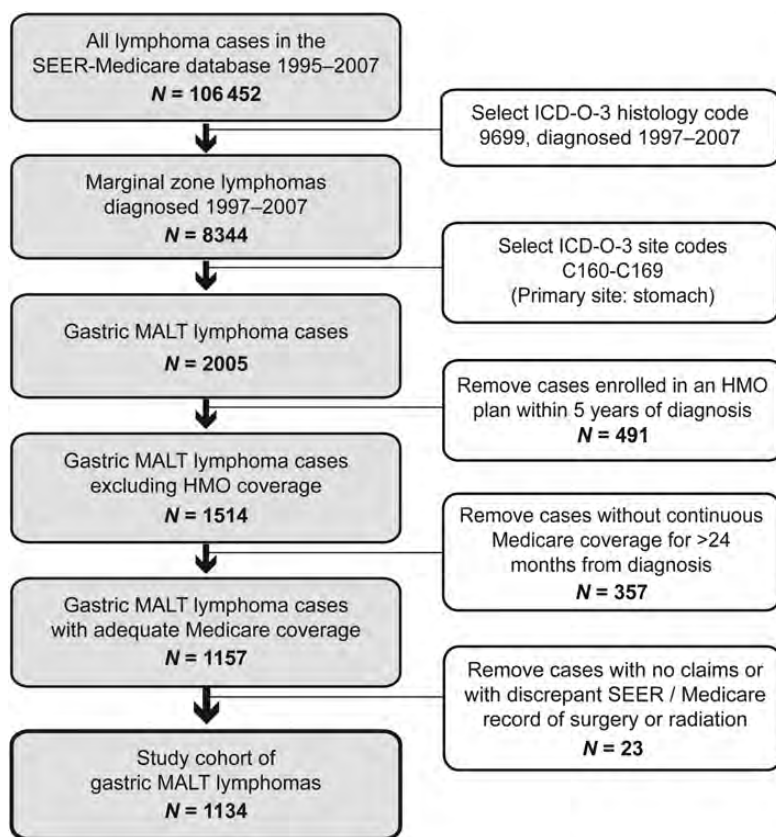 All lymphoma cases in the
SEER-Medicare database 1995–2007
N = 106 452
Select ICD-O-3 histology code
9699, diagnosed 1997–2007
Marginal zone lymphomas
diagnosed 1997–2007
N = 8344
Select ICD-O-3 site codes
C160-C169
(Primary site: stomach)
Gastric MALT lymphoma cases
N = 2005
Remove cases enrolled in an HMO
plan within 5 years of diagnosis
N = 491
Gastric MALT lymphoma cases
excluding HMO coverage
N = 1514
Remove cases without continuous
Medicare coverage for >24
months from diagnosis
N = 357
Gastric MALT lymphoma cases
with adequate Medicare coverage
N = 1157
Remove cases with no claims or
with discrepant SEER / Medicare
record of surgery or radiation
N = 23
Study cohort of
gastric MALT lymphomas
N = 1134